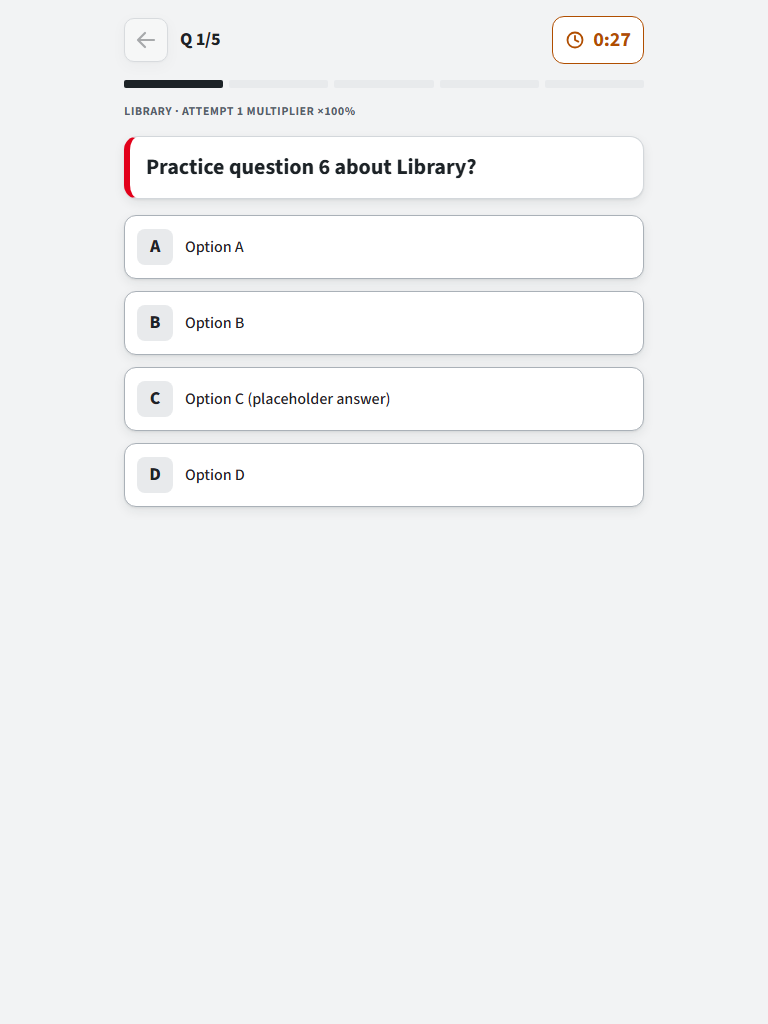 Q 1/5
0:27
LIBRARY · ATTEMPT 1 MULTIPLIER ×100%
Practice question 6 about Library?
A Option A
B Option B
C Option C (placeholder answer)
D Option D